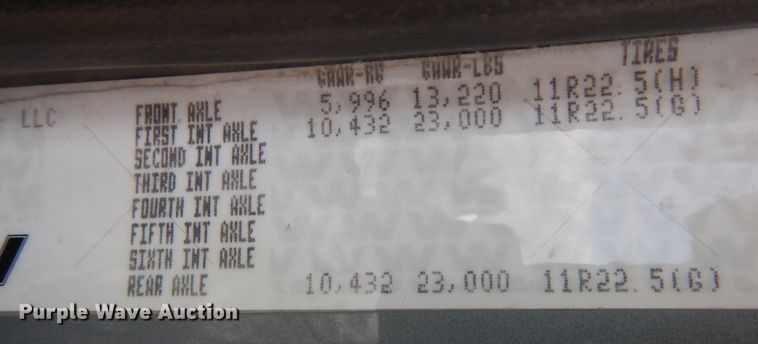 GAWR-KG GAWR-LBS TIRES
LLC FRONT AXLE 5,996 13,220 11R22.5(H)
FIRST INT AXLE 10,432 23,000 11R22.5(G)
SECOND INT AXLE
THIRD INT AXLE
FOURTH INT AXLE
FIFTH INT AXLE
SIXTH INT AXLE
REAR AXLE 10,432 23,000 11R22.5(G)
Purple Wave Auction